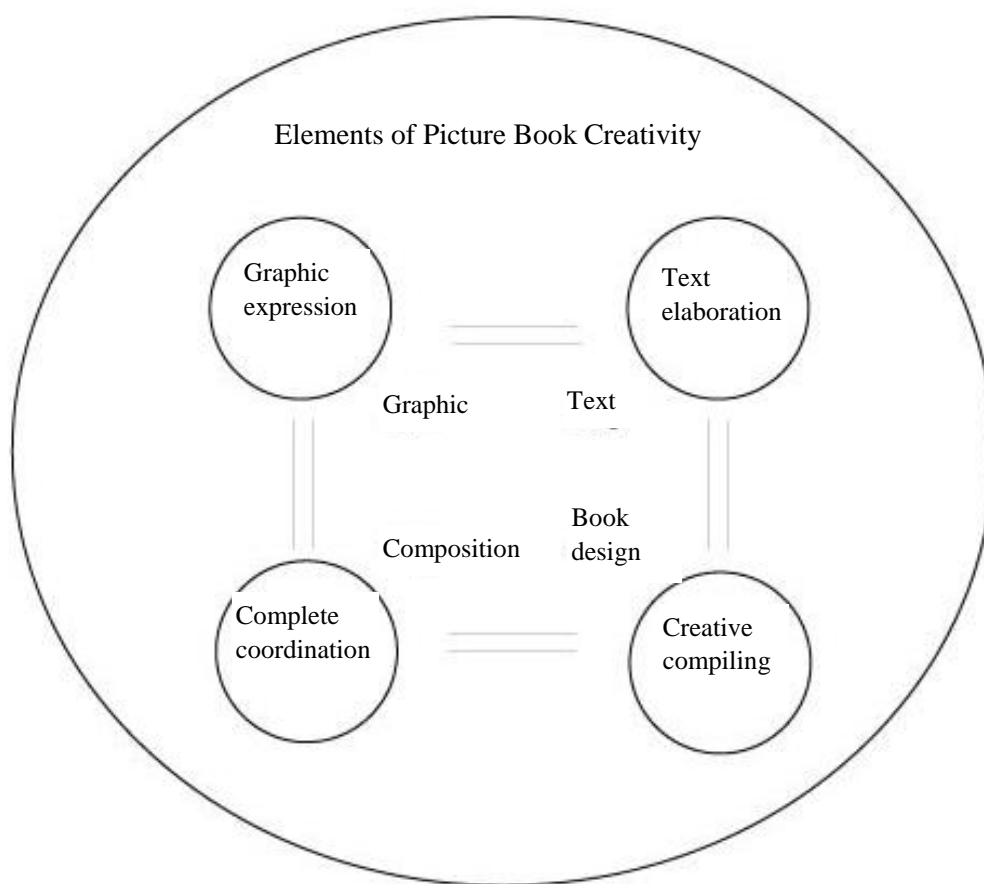 Elements of Picture Book Creativity
Graphic
expression
Text
elaboration
Graphic
Text
Composition
Book
design
Complete
coordination
Creative
compiling